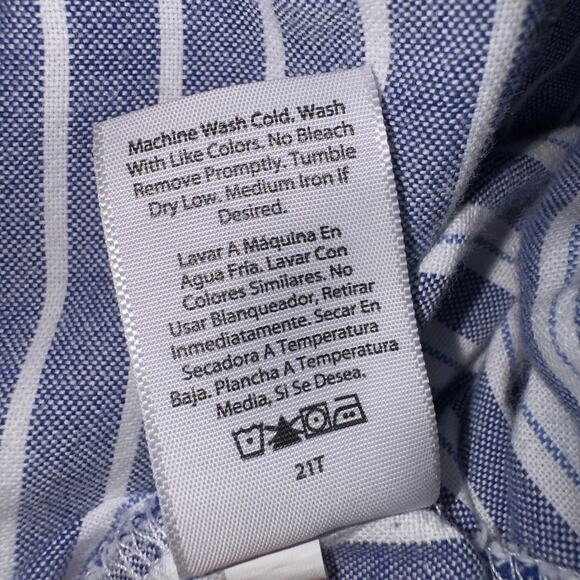 Machine Wash Cold. Wash
With Like Colors. No Bleach
Remove Promptly. Tumble
Dry Low. Medium Iron If
Desired.
Lavar A Máquina En
Agua Fria. Lavar Con
Colores Similares. No
Usar Blanqueador, Retirar
Inmediatamente. Secar En
Secadora A Temperatura
Baja. Plancha A Temperatura
Media, Si Se Desea.
21T